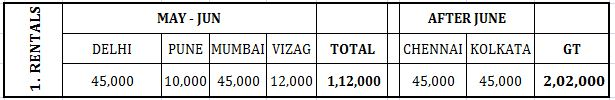 1. RENTALS
MAY - JUN AFTER JUNE
DELHI PUNE MUMBAI VIZAG TOTAL CHENNAI KOLKATA GT
45,000 10,000 45,000 12,000 1,12,000 45,000 45,000 2,02,000